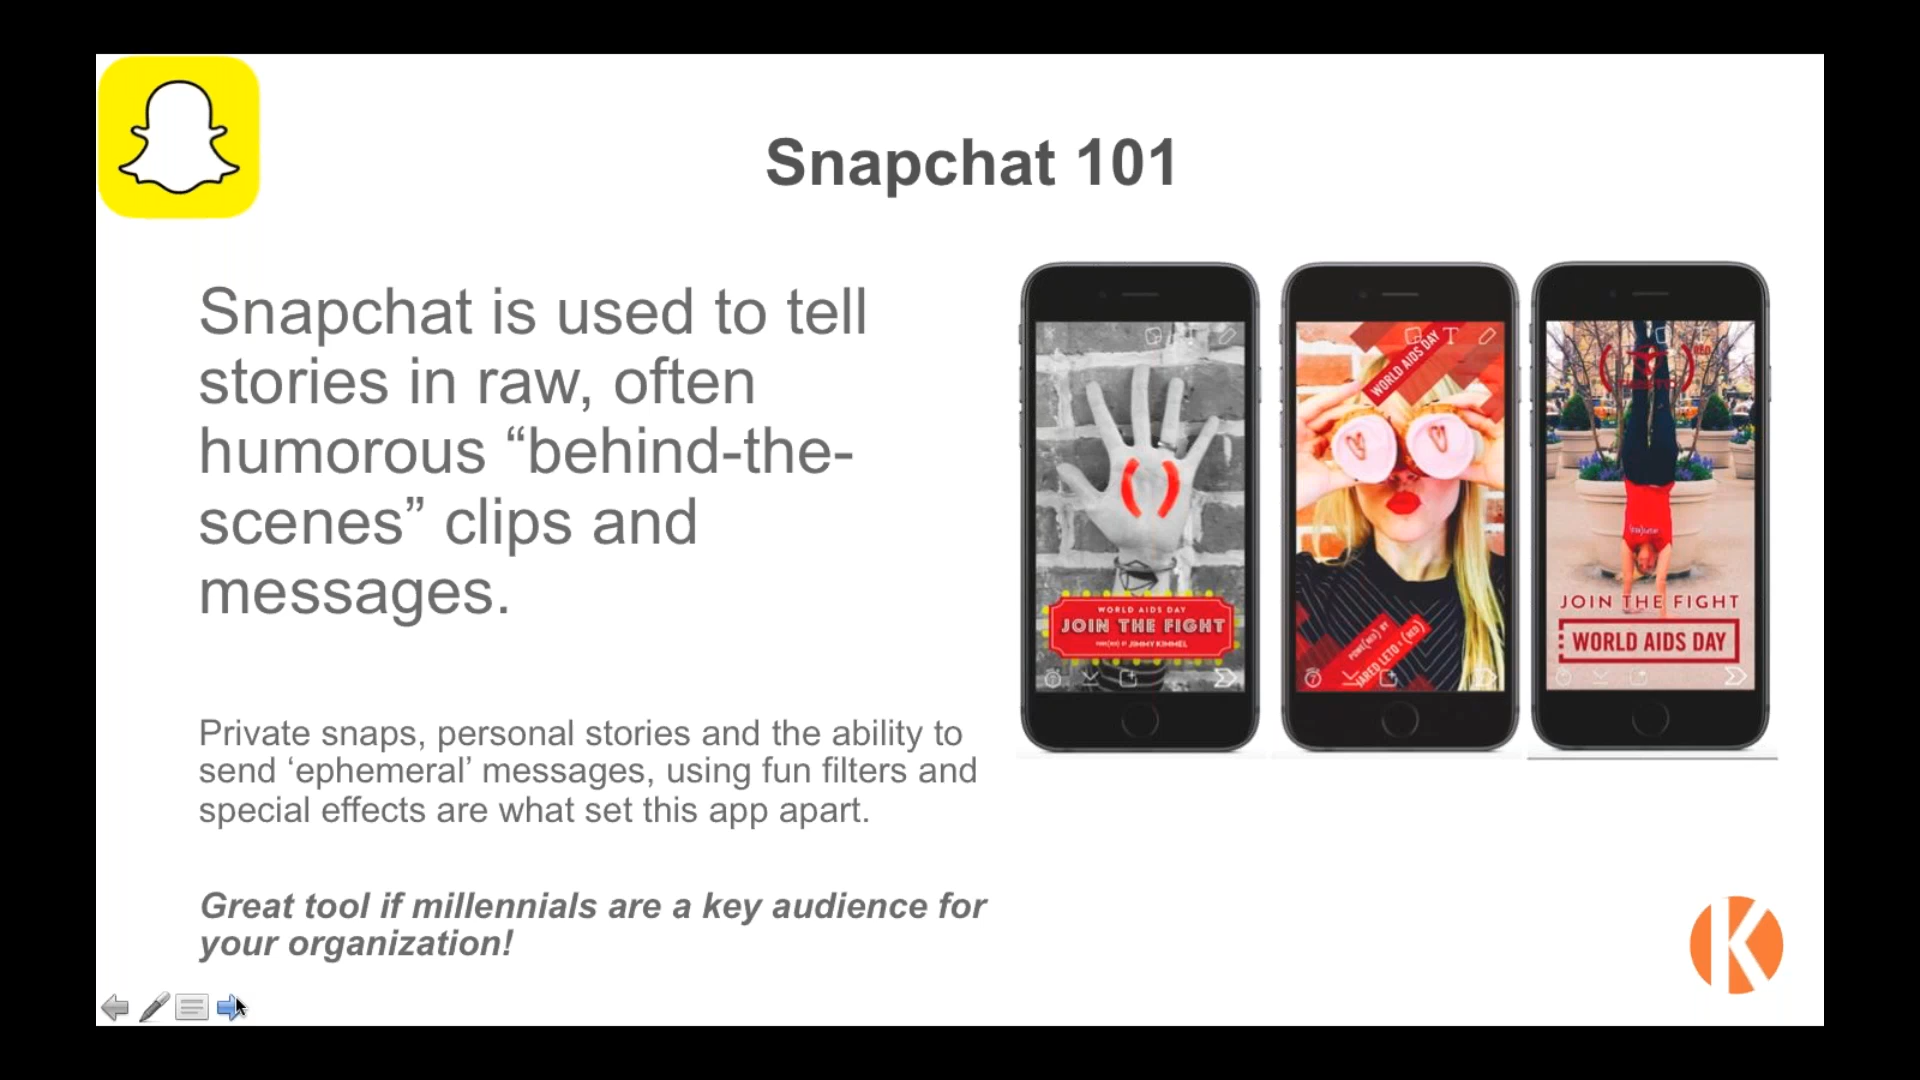 Snapchat 101
Snapchat is used to tell
stories in raw, often
humorous “behind-the-
scenes” clips and
messages.
Private snaps, personal stories and the ability to
send ‘ephemeral’ messages, using fun filters and
special effects are what set this app apart.
Great tool if millennials are a key audience for
your organization!
WORLD AIDS DAY
JOIN THE FIGHT
JIMMY KIMMEL
T
WORLD AIDS DAY
BY
JARED LETO x (RED)
JOIN THE FIGHT
WORLD AIDS DAY
K